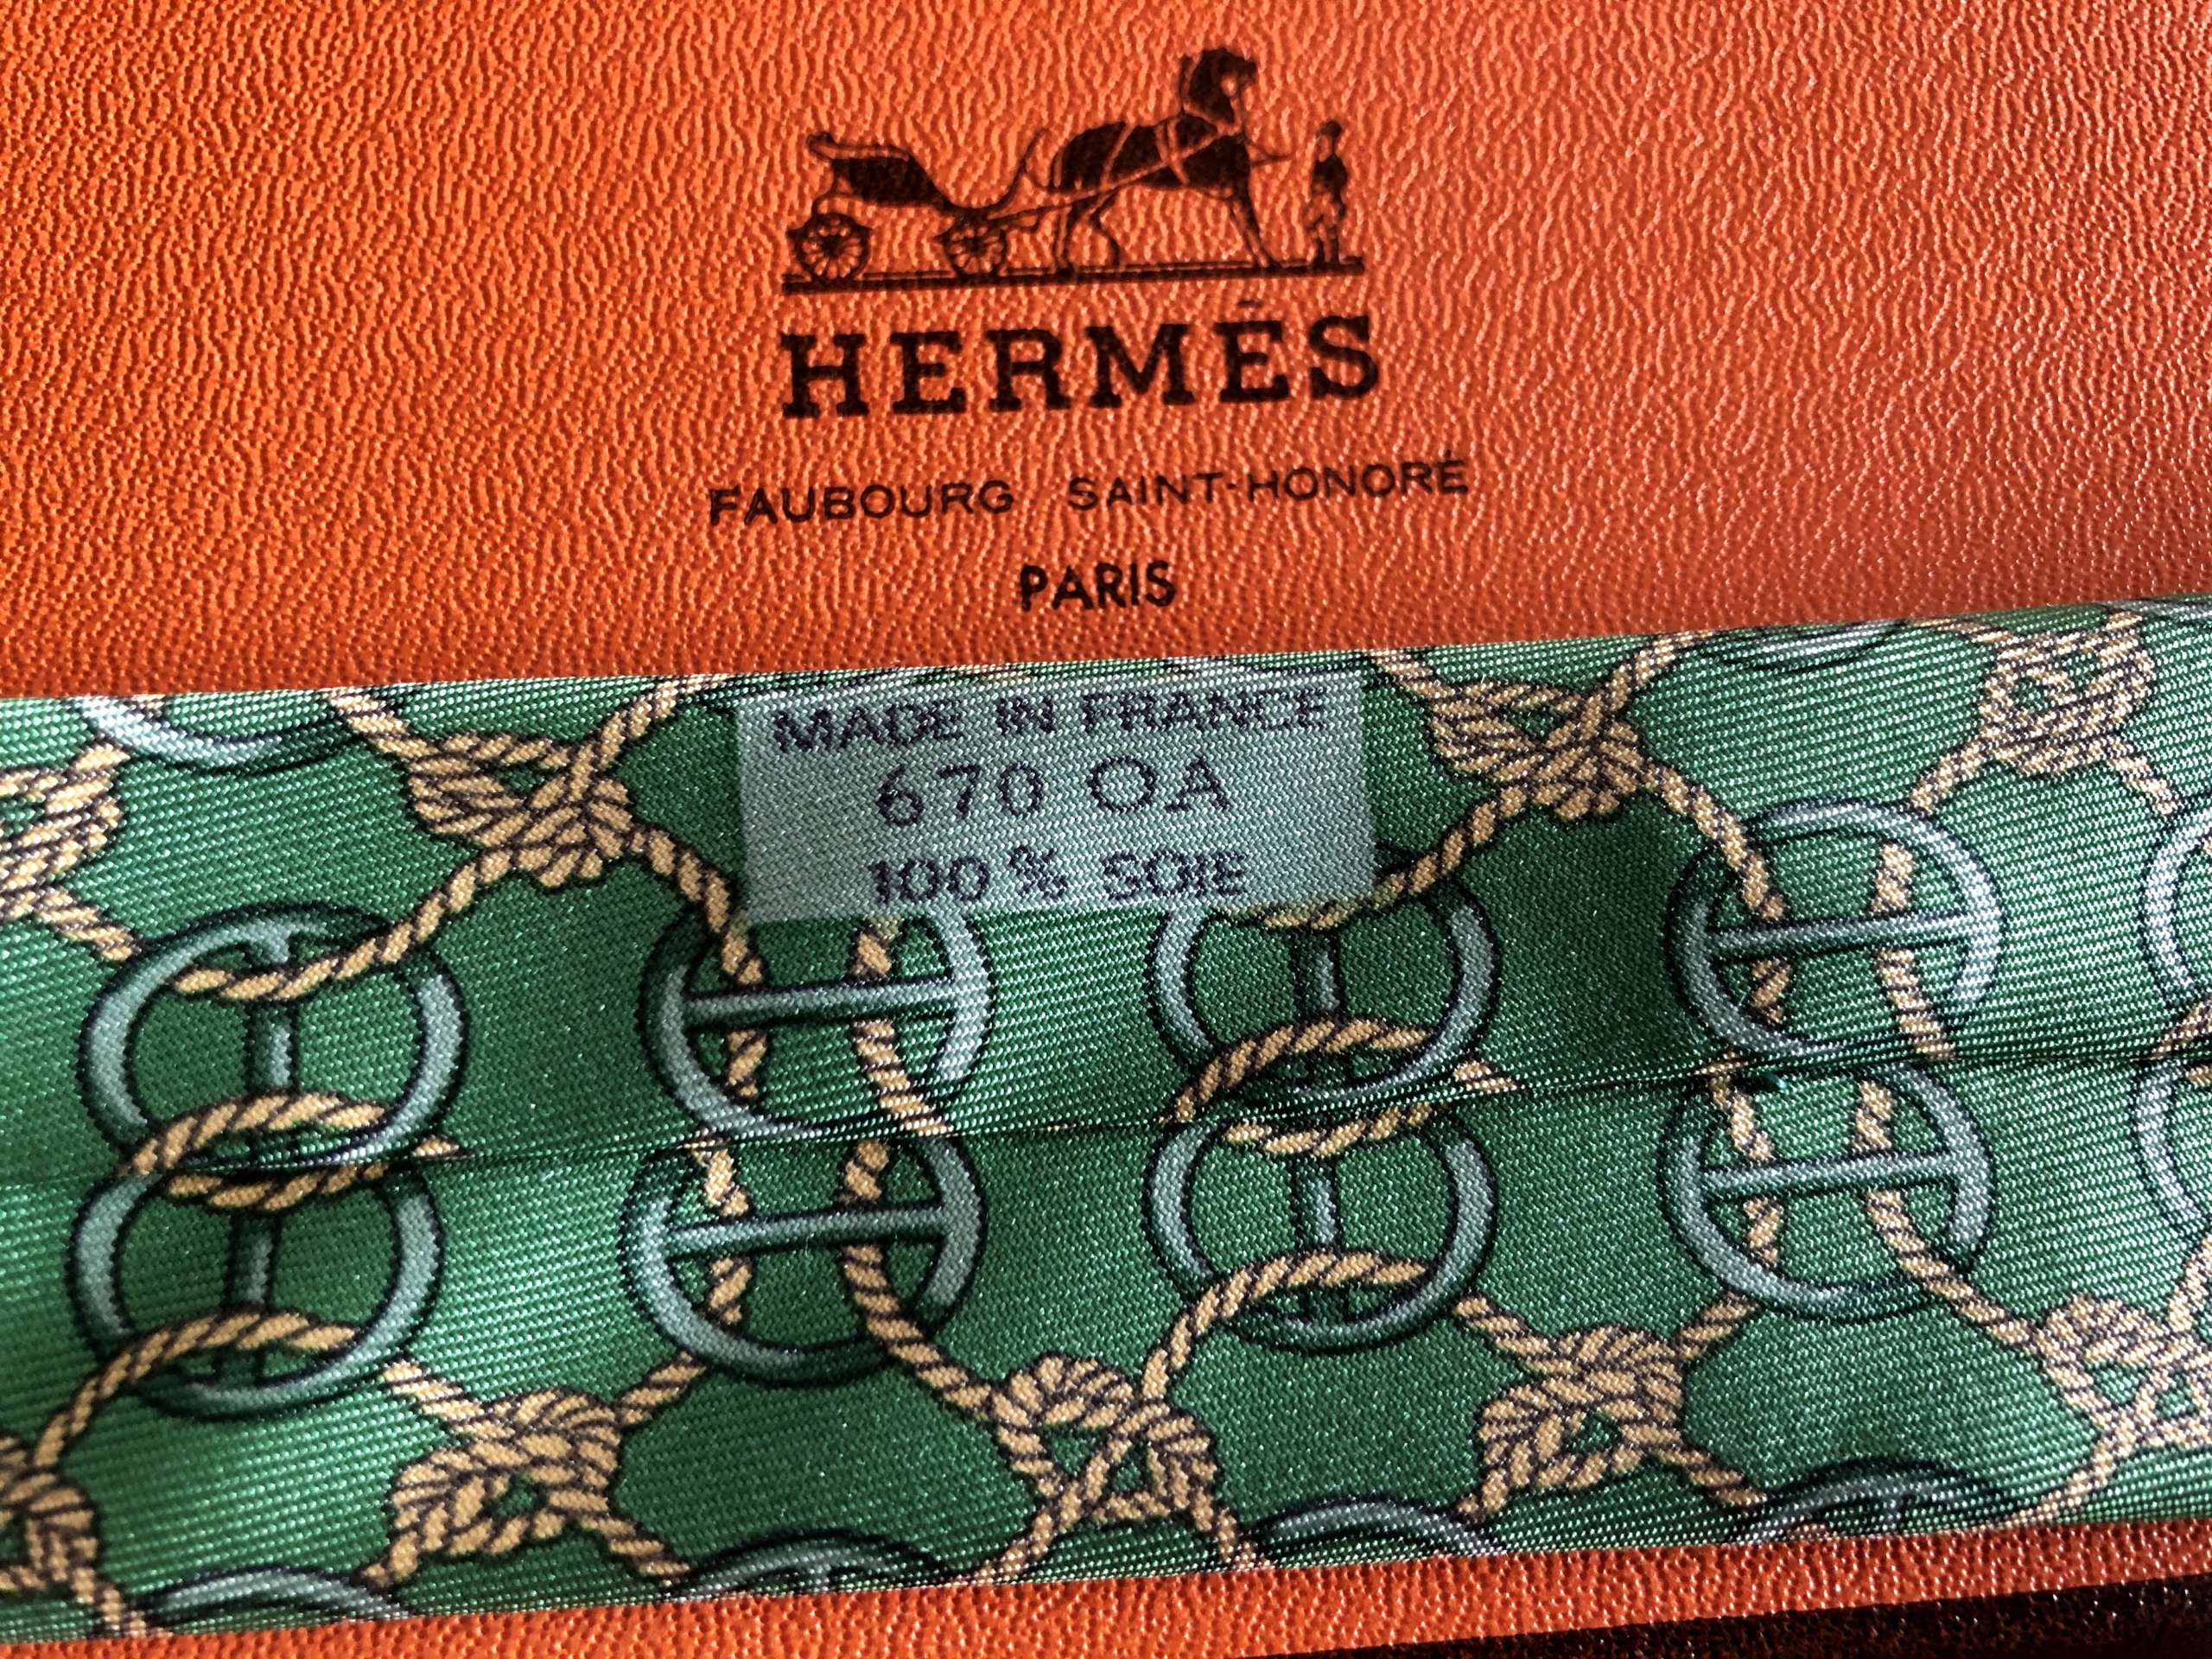 HERMÈS
FAUBOURG SAINT-HONORÉ
PARIS
MADE IN FRANCE
670 OA
100% SOIE